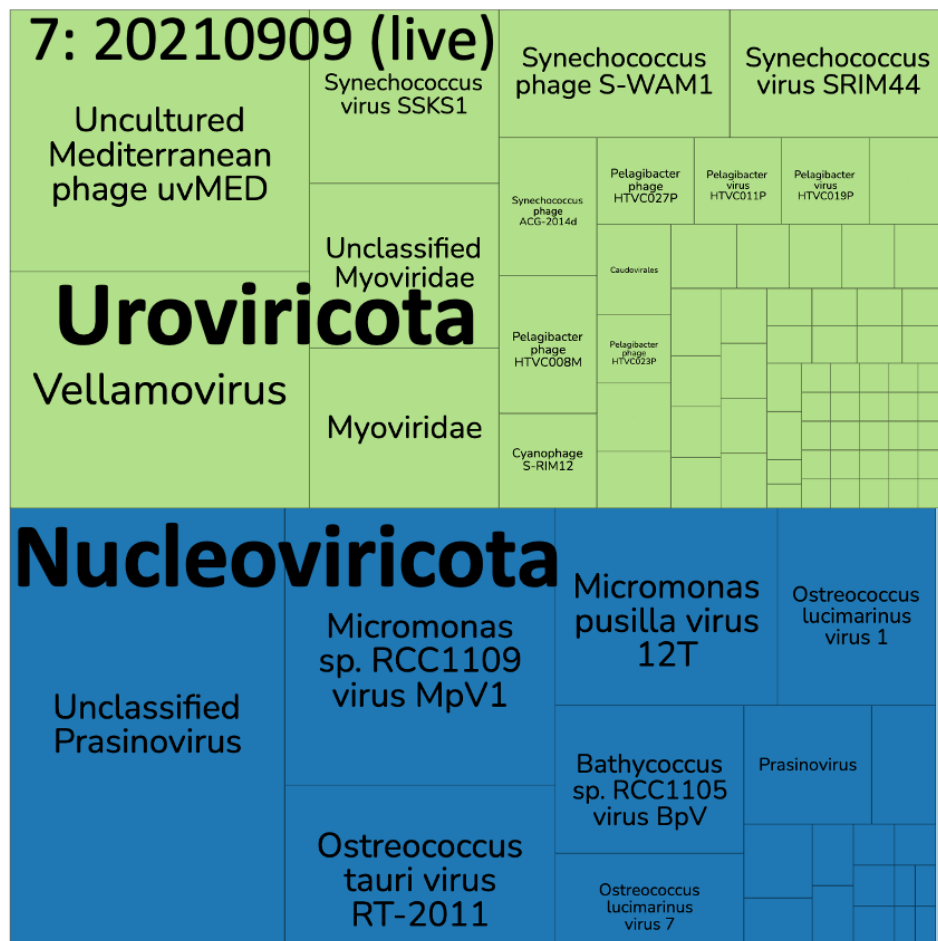 7: 20210909 (live)
Uncultured
Mediterranean
phage uvMED
Synechococcus
virus SSKS1
Synechococcus
phage S-WAM1
Synechococcus
virus SRIM44
Synechococcus
phage
ACG-2014d
Pelagibacter
phage
HTVC027P
Pelagibacter
virus
HTVC011P
Pelagibacter
virus
HTVC019P
Unclassified
Myoviridae
Caudovirales
Uroviricota
Vellamovirus
Myoviridae
Pelagibacter
phage
HTVC008M
Pelagibacter
phage
HTVC023P
Cyanophage
S-RIM12
Nucleoviricota
Unclassified
Prasinovirus
Micromonas
sp. RCC1109
virus MpV1
Micromonas
pusilla virus
12T
Ostreococcus
lucimarinus
virus 1
Bathycoccus
sp. RCC1105
virus BpV
Prasinovirus
Ostreococcus
tauri virus
RT-2011
Ostreococcus
lucimarinus
virus 7